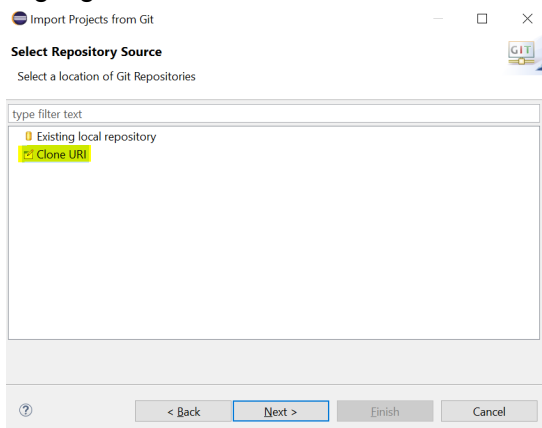 Import Projects from Git
Select Repository Source
GIT
Select a location of Git Repositories
type filter text
Existing local repository
Clone URI
? < Back Next > Finish Cancel